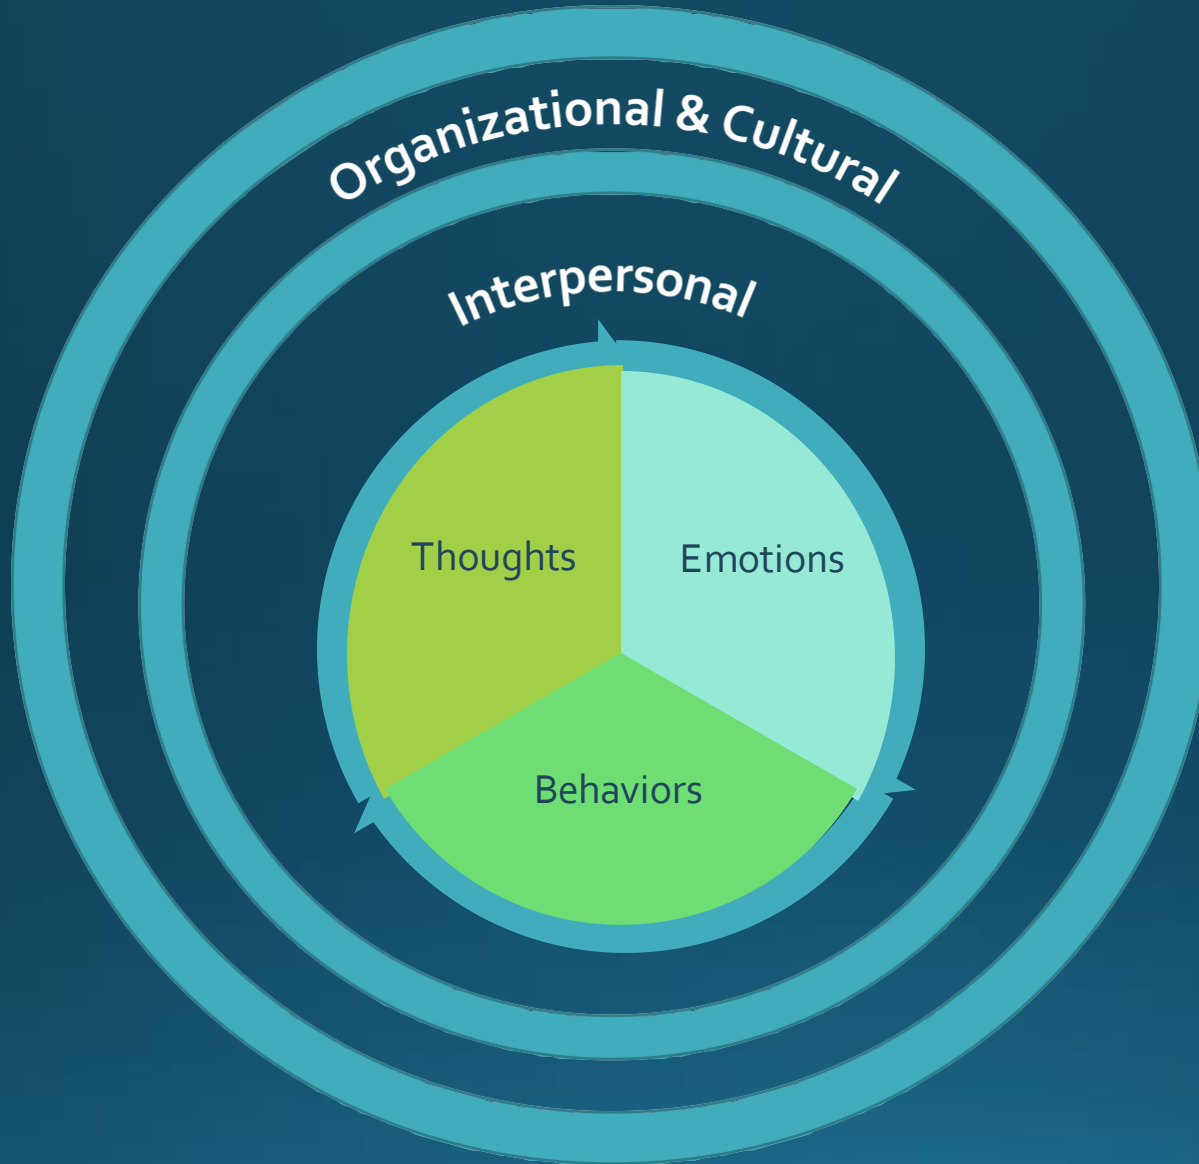 Organizational & Cultural
Interpersonal
Thoughts
Emotions
Behaviors